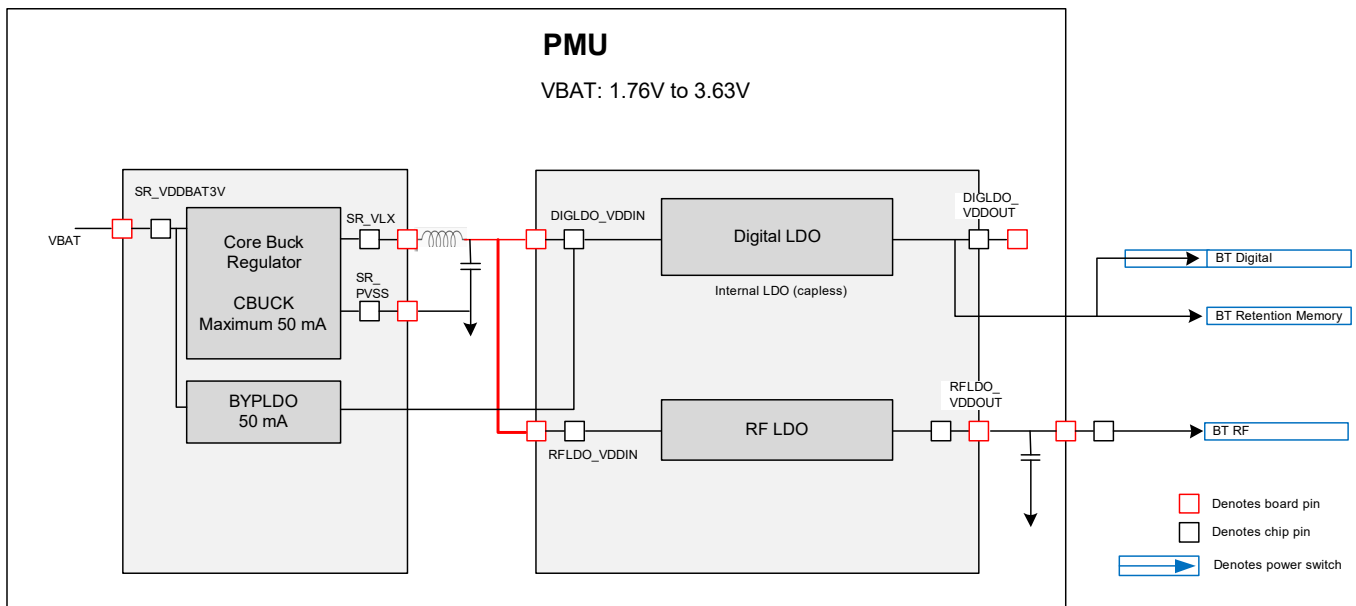 PMU
VBAT: 1.76V to 3.63V
SR_VDDBAT3V
VBAT
Core Buck
Regulator
CBUCK
Maximum 50 mA
SR_VLX
SR_
PVSS
BYPLDO
50 mA
DIGLDO_VDDIN
Digital LDO
Internal LDO (capless)
DIGLDO_
VDDOUT
RFLDO_VDDIN
RF LDO
RFLDO_
VDDOUT
BT Digital
BT Retention Memory
BT RF
Denotes board pin
Denotes chip pin
Denotes power switch